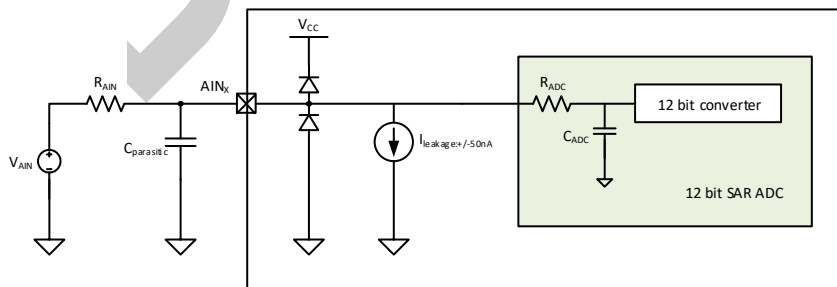 V_CC
R_AIN
AIN_X
R_ADC
12 bit converter
C_parasitic
I_leakage:+/-50nA
C_ADC
V_AIN
12 bit SAR ADC